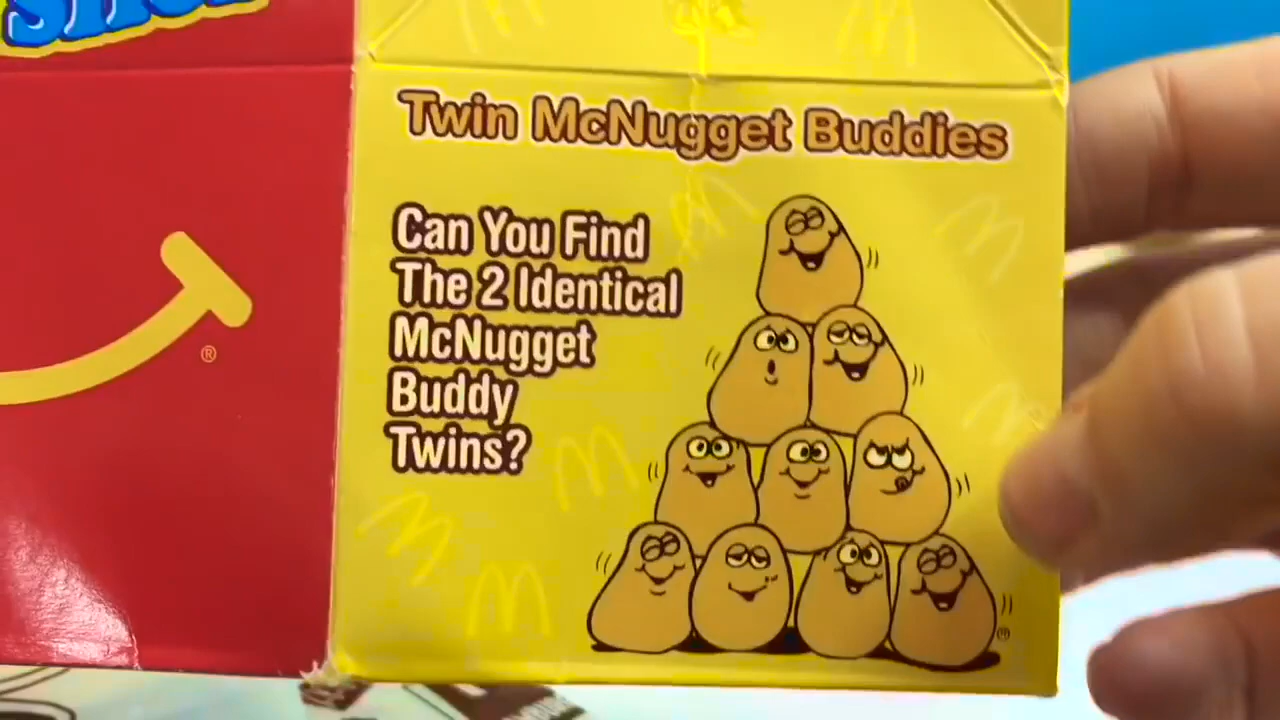 Twin McNugget Buddies
Can You Find
The 2 Identical
McNugget
Buddy
Twins?
®